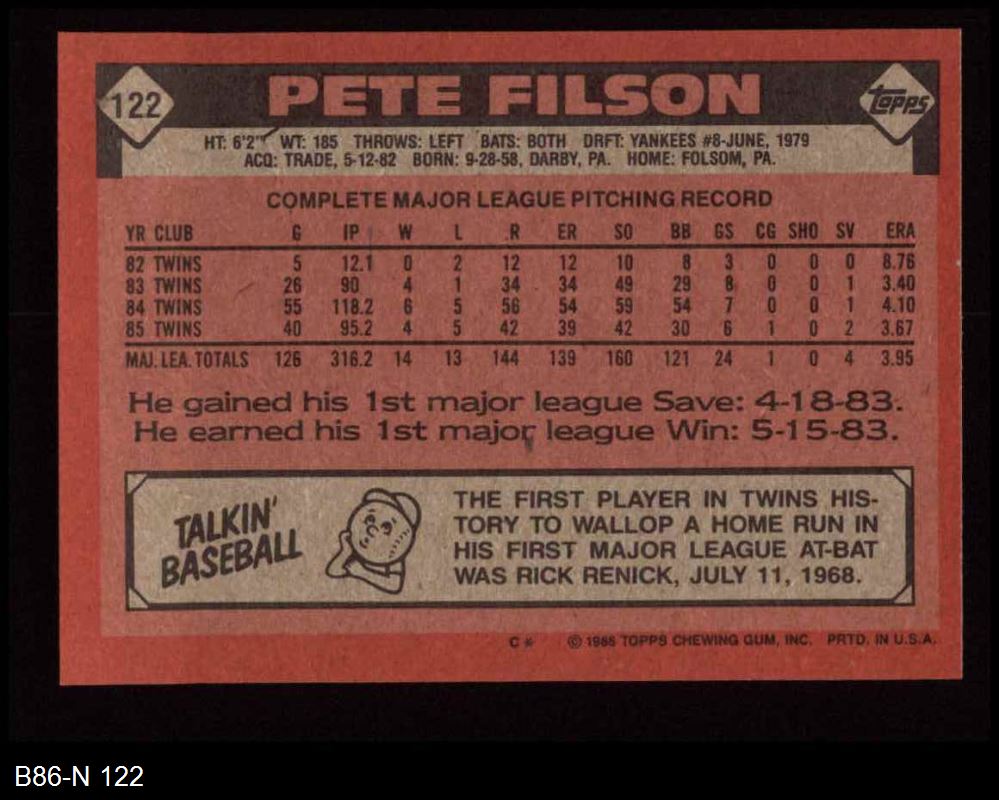 122
PETE FILSON
Topps
HT: 6'2" WT: 185 THROWS: LEFT BATS: BOTH DRFT: YANKEES #8-JUNE, 1979
ACQ: TRADE, 5-12-82 BORN: 9-28-58, DARBY, PA. HOME: FOLSOM, PA.
COMPLETE MAJOR LEAGUE PITCHING RECORD
YR CLUB G IP W L R ER SO BB GS CG SHO SV ERA
82 TWINS 5 12.1 0 2 12 12 10 8 3 0 0 0 8.76
83 TWINS 26 90 4 1 34 34 49 29 8 0 0 1 3.40
84 TWINS 55 118.2 6 5 56 54 59 54 7 0 0 1 4.10
85 TWINS 40 95.2 4 5 42 39 42 30 6 1 0 2 3.67
MAJ. LEA. TOTALS 126 316.2 14 13 144 139 160 121 24 1 0 4 3.95
He gained his 1st major league Save: 4-18-83.
He earned his 1st major league Win: 5-15-83.
TALKIN'
BASEBALL
THE FIRST PLAYER IN TWINS HIS-
TORY TO WALLOP A HOME RUN IN
HIS FIRST MAJOR LEAGUE AT-BAT
WAS RICK RENICK, JULY 11, 1968.
C * © 1986 TOPPS CHEWING GUM, INC. PRTD. IN U.S.A.
B86-N 122